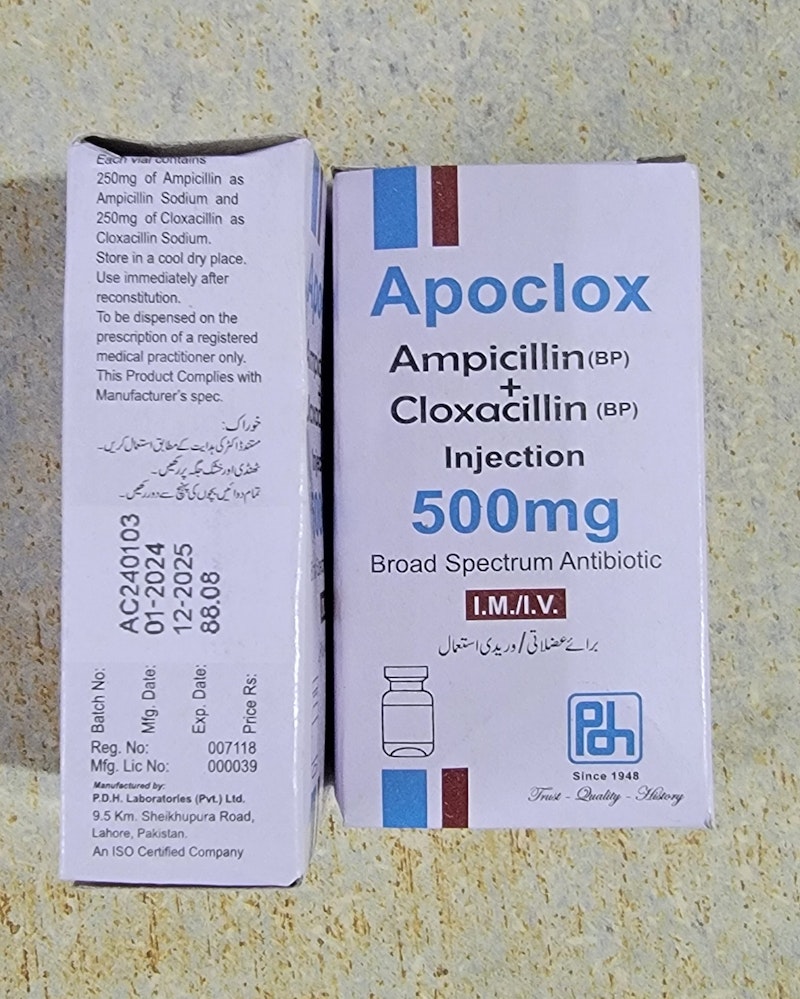 Each vial contains
250mg of Ampicillin as
Ampicillin Sodium and
250mg of Cloxacillin as
Cloxacillin Sodium.
Store in a cool dry place.
Use immediately after
reconstitution.
To be dispensed on the
prescription of a registered
medical practitioner only.
This Product Complies with
Manufacturer's spec.
خوراک:
مستند ڈاکٹر کی ہدایت کے مطابق استعمال کریں۔
ٹھنڈی اور خشک جگہ پر رکھیں۔
تمام دوائیں بچوں کی پہنچ سے دور رکھیں۔
Batch No: AC240103
Mfg. Date: 01-2024
Exp. Date: 12-2025
Price Rs: 88.08
Reg. No: 007118
Mfg. Lic No: 000039
Manufactured by:
P.D.H. Laboratories (Pvt.) Ltd.
9.5 Km. Sheikhupura Road,
Lahore, Pakistan.
An ISO Certified Company
Apoclox
Ampicillin (BP)
+
Cloxacillin (BP)
Injection
500mg
Broad Spectrum Antibiotic
I.M./I.V.
برائے عضلاتی/وریدی استعمال
Pdh
Since 1948
Trust - Quality - History